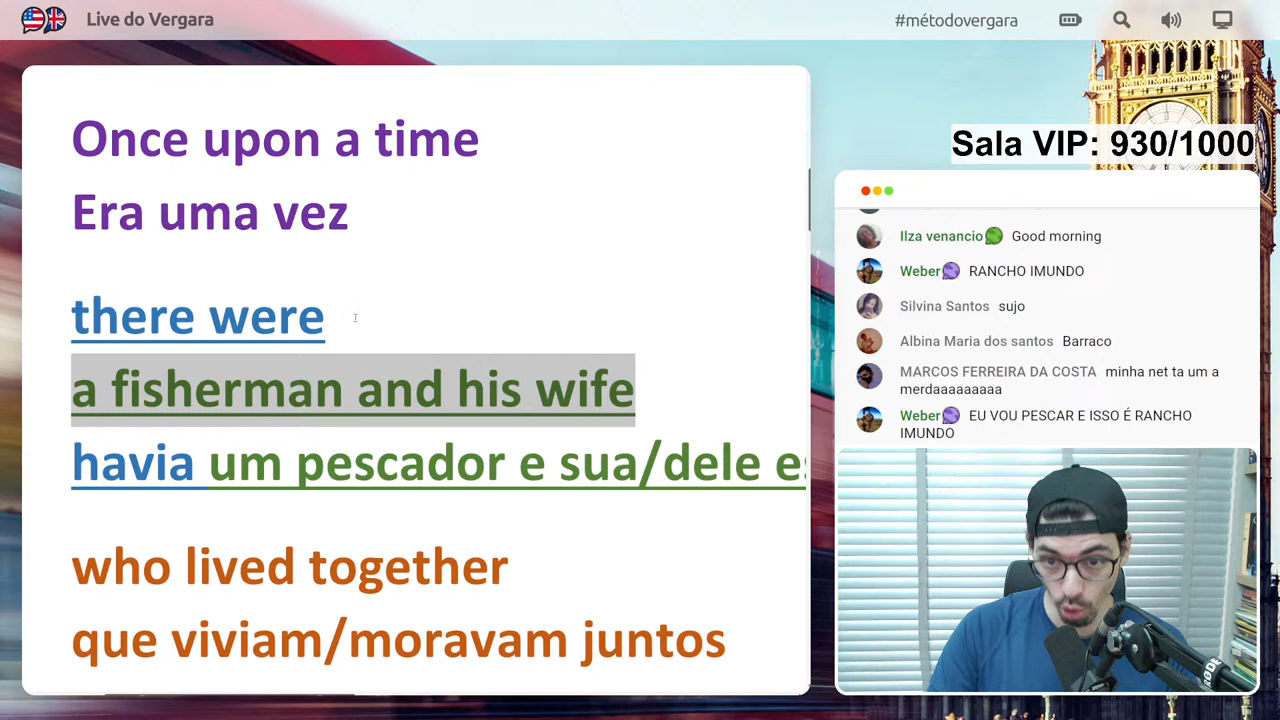 Live do Vergara
#métodovergara
Once upon a time
Era uma vez
there were
a fisherman and his wife
havia um pescador e sua/dele es
who lived together
que viviam/moravam juntos
Sala VIP: 930/1000
Ilza venancio Good morning
Weber RANCHO IMUNDO
Silvina Santos sujo
Albina Maria dos santos Barraco
MARCOS FERREIRA DA COSTA minha net ta um a
merdaaaaaaaaa
Weber EU VOU PESCAR E ISSO É RANCHO
IMUNDO